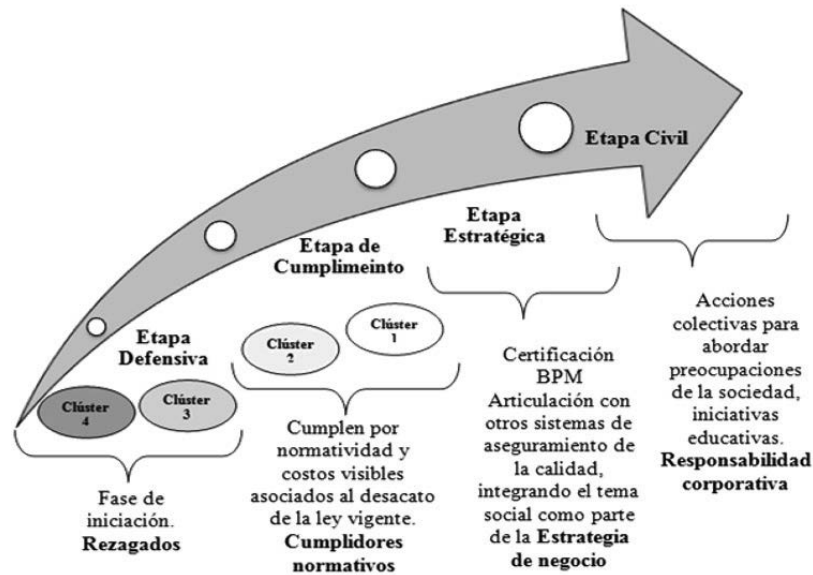 Etapa Civil
Etapa
Estratégica
Etapa de
Cumplimeinto
Etapa
Defensiva
Clúster
1
Clúster
2
Clúster
3
Clúster
4
Fase de
iniciación.
Rezagados
Cumplen por
normatividad y
costos visibles
asociados al desacato
de la ley vigente.
Cumplidores
normativos
Certificación
BPM
Articulación con
otros sistemas de
aseguramiento de
la calidad,
integrando el tema
social como parte
de la Estrategia
de negocio
Acciones
colectivas para
abordar
preocupaciones
de la sociedad,
iniciativas
educativas.
Responsabilidad
corporativa